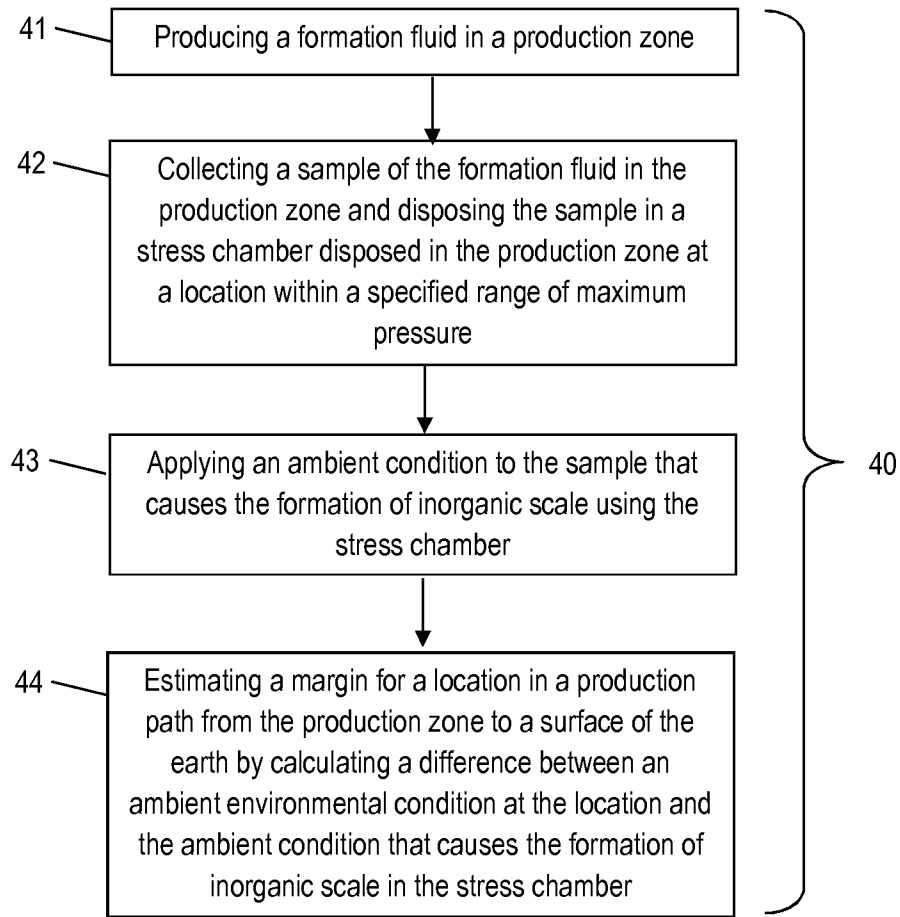 41
Producing a formation fluid in a production zone
42
Collecting a sample of the formation fluid in the
production zone and disposing the sample in a
stress chamber disposed in the production zone at
a location within a specified range of maximum
pressure
43
Applying an ambient condition to the sample that
causes the formation of inorganic scale using the
stress chamber
40
44
Estimating a margin for a location in a production
path from the production zone to a surface of the
earth by calculating a difference between an
ambient environmental condition at the location and
the ambient condition that causes the formation of
inorganic scale in the stress chamber